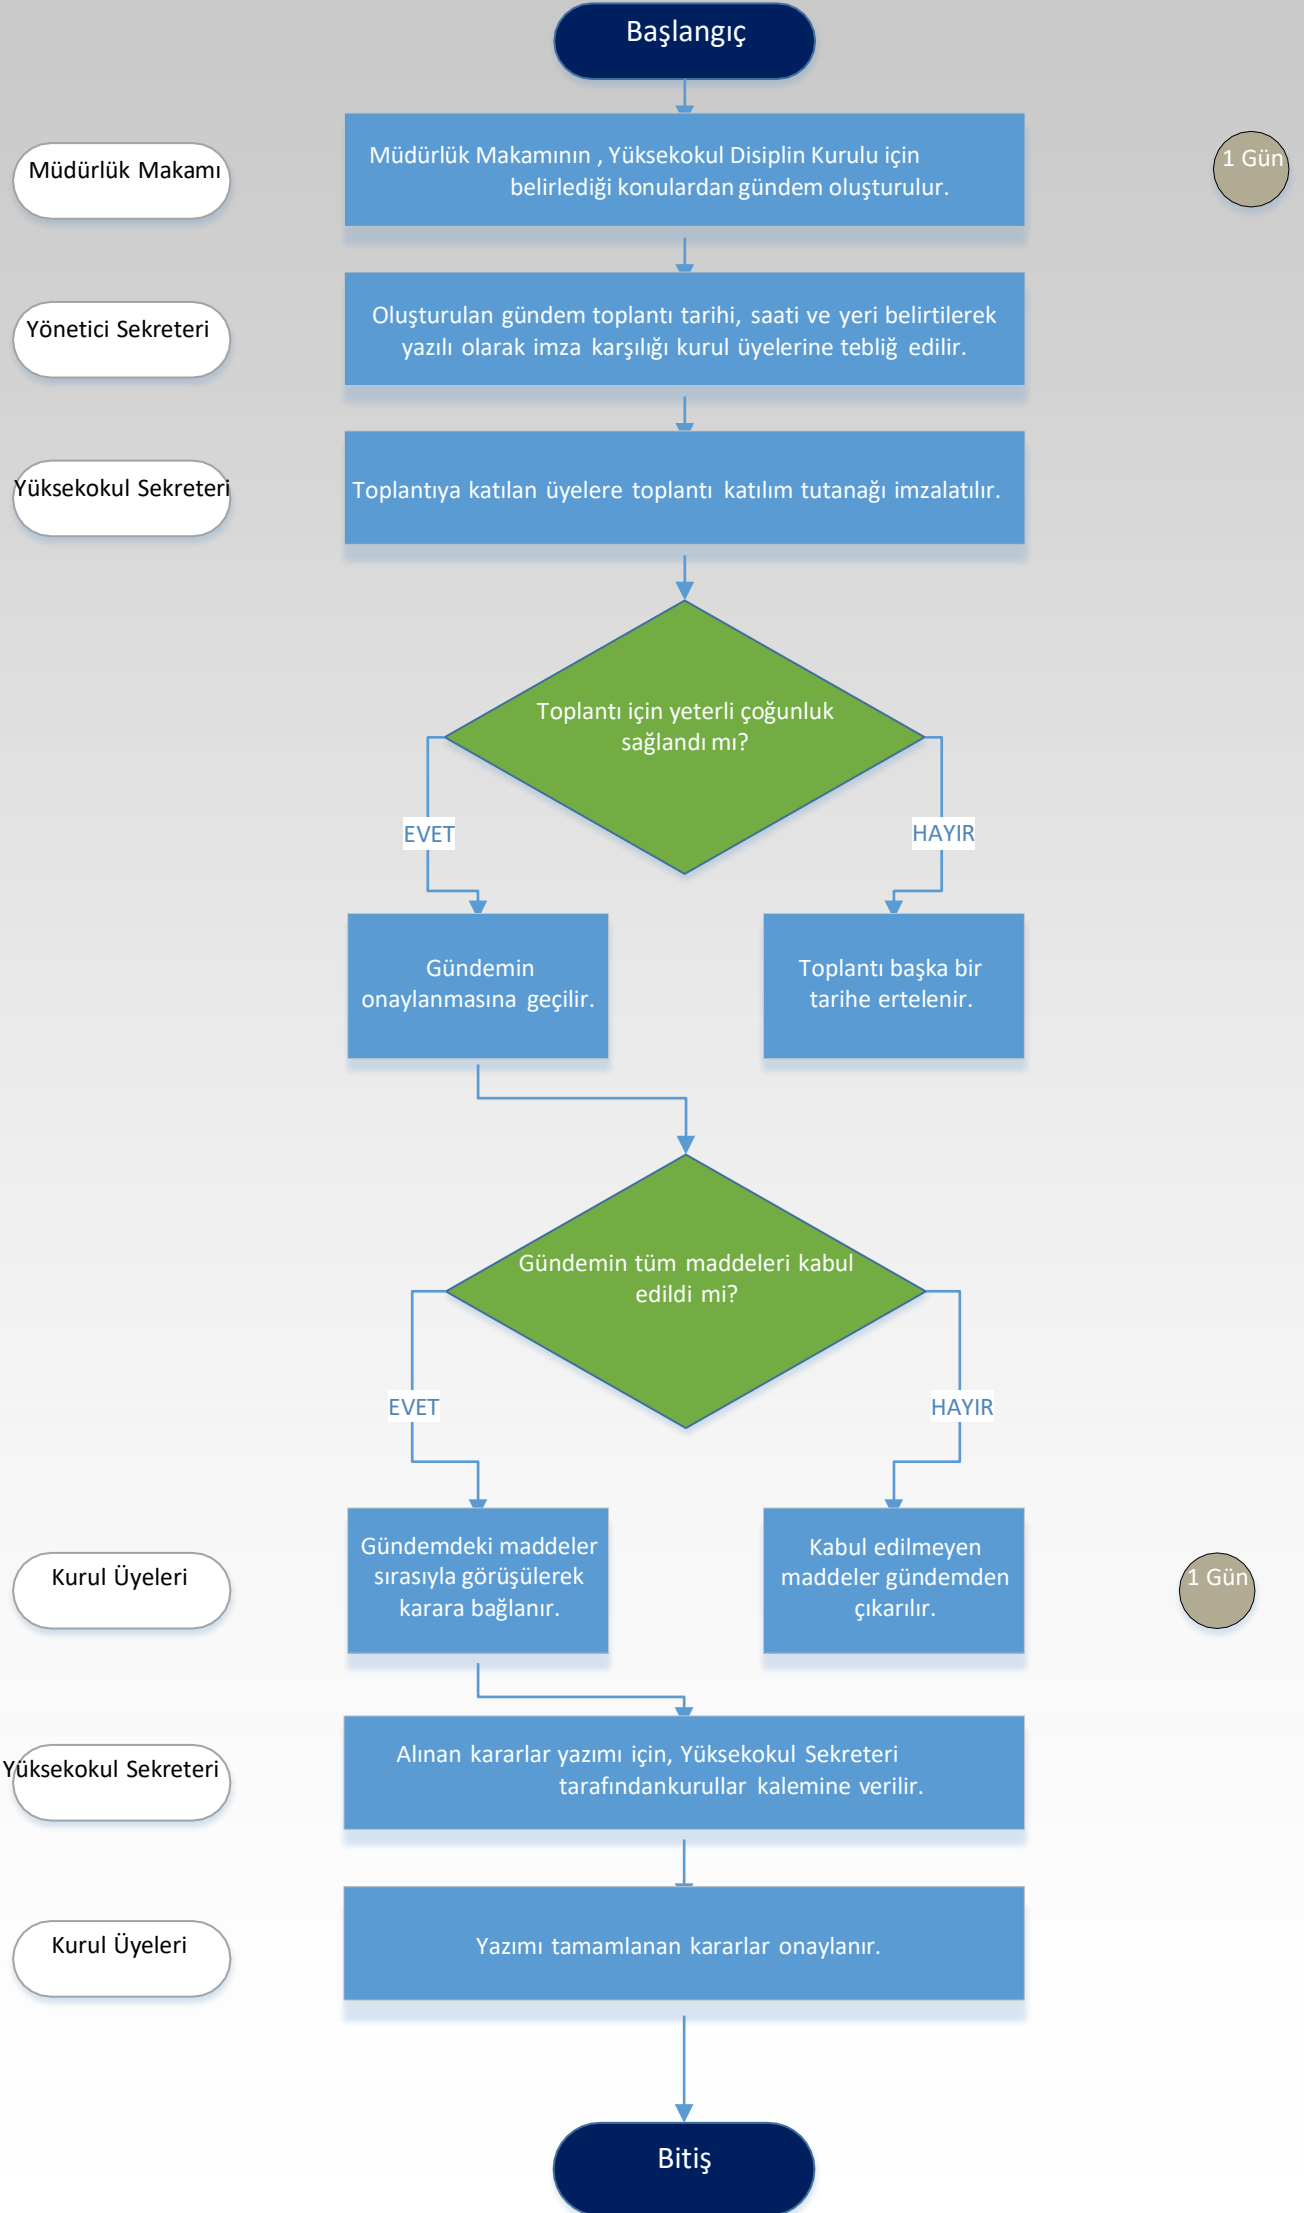 Başlangıç
Müdürlük Makamı
Müdürlük Makamının , Yüksekokul Disiplin Kurulu için
belirlediği konulardan gündem oluşturulur.
1 Gün
Yönetici Sekreteri
Oluşturulan gündem toplantı tarihi, saati ve yeri belirtilerek
yazılı olarak imza karşılığı kurul üyelerine tebliğ edilir.
Yüksekokul Sekreteri
Toplantıya katılan üyelere toplantı katılım tutanağı imzalatılır.
Toplantı için yeterli çoğunluk
sağlandı mı?
EVET
HAYIR
Gündemin
onaylanmasına geçilir.
Toplantı başka bir
tarihe ertelenir.
Gündemin tüm maddeleri kabul
edildi mi?
EVET
HAYIR
Kurul Üyeleri
Gündemdeki maddeler
sırasıyla görüşülerek
karara bağlanır.
Kabul edilmeyen
maddeler gündemden
çıkarılır.
1 Gün
Yüksekokul Sekreteri
Alınan kararlar yazımı için, Yüksekokul Sekreteri
tarafındankurullar kalemine verilir.
Kurul Üyeleri
Yazımı tamamlanan kararlar onaylanır.
Bitiş